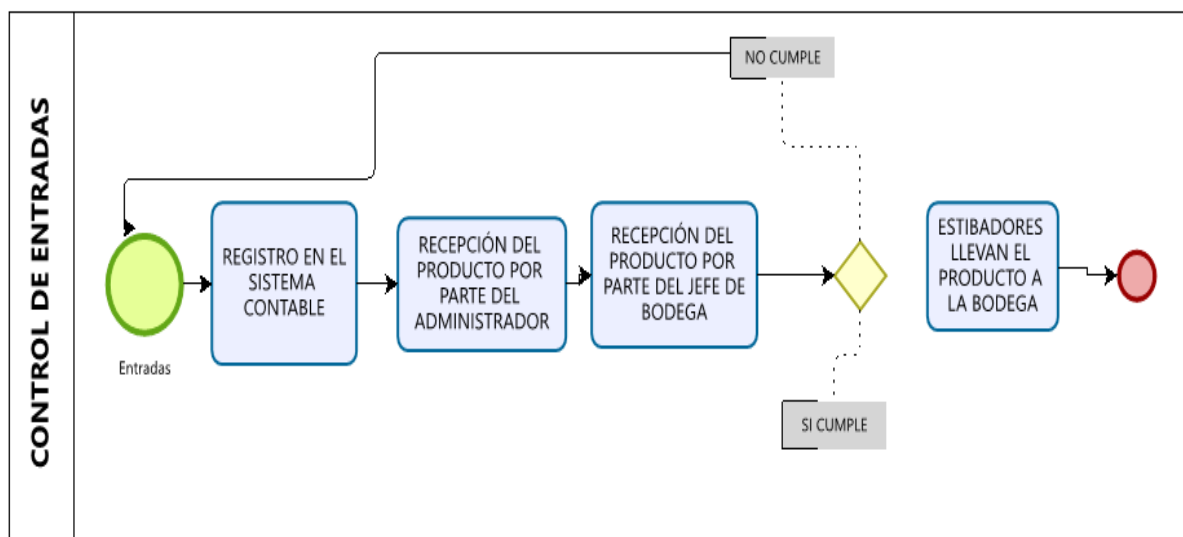 CONTROL DE ENTRADAS
NO CUMPLE
REGISTRO EN EL
SISTEMA
CONTABLE
RECEPCIÓN DEL
PRODUCTO POR
PARTE DEL
ADMINISTRADOR
RECEPCIÓN DEL
PRODUCTO POR
PARTE DEL JEFE DE
BODEGA
ESTIBADORES
LLEVAN EL
PRODUCTO A
LA BODEGA
Entradas
SI CUMPLE